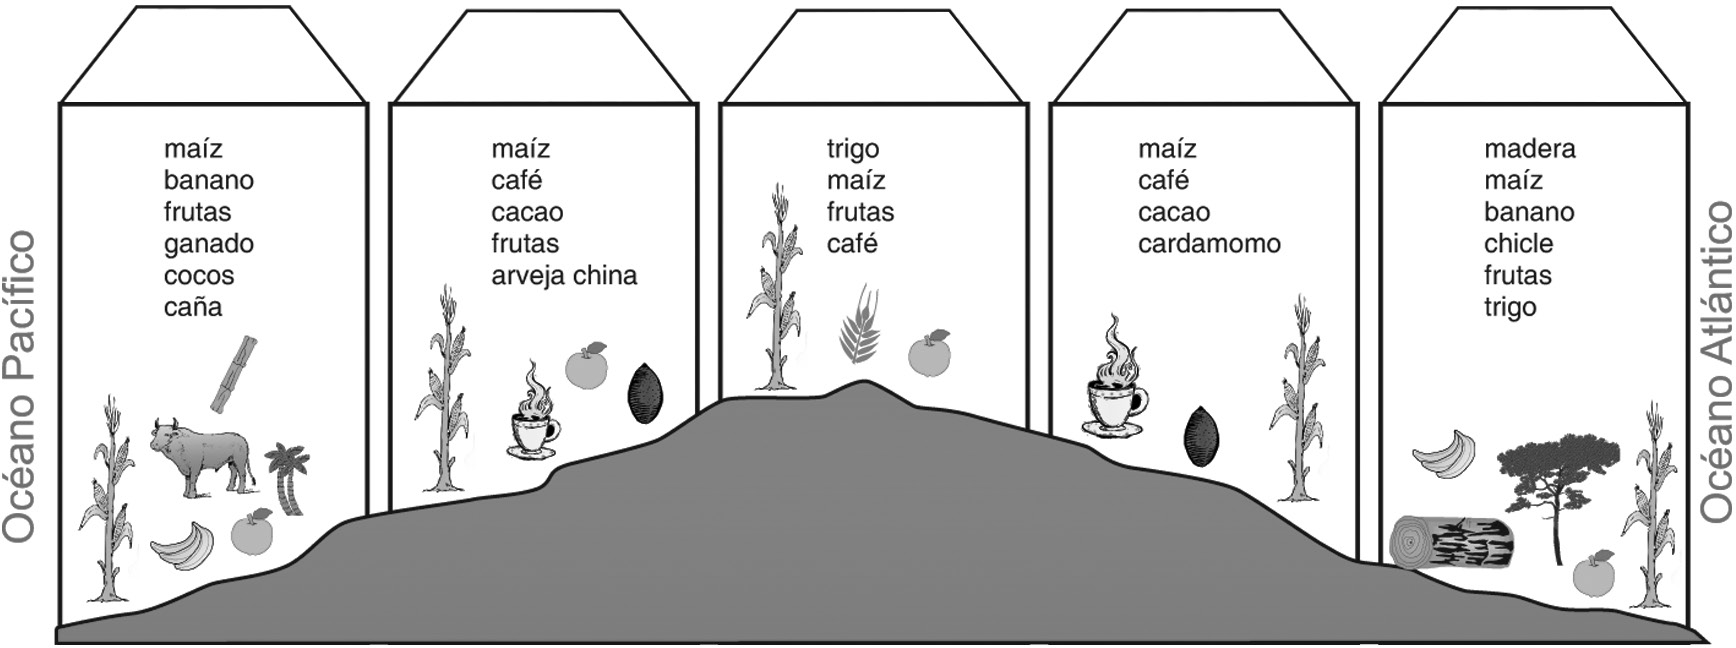 Océano Pacífico
maíz
banano
frutas
ganado
cocos
caña
maíz
café
cacao
frutas
arveja china
trigo
maíz
frutas
café
maíz
café
cacao
cardamomo
madera
maíz
banano
chicle
frutas
trigo
Océano Atlántico